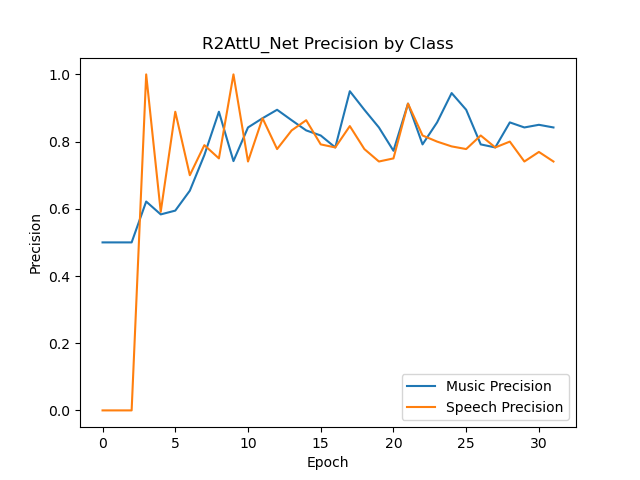 R2AttU_Net Precision by Class
1.0
0.8
0.6
0.4
0.2
0.0
Precision
0 5 10 15 20 25 30
Epoch
Music Precision
Speech Precision